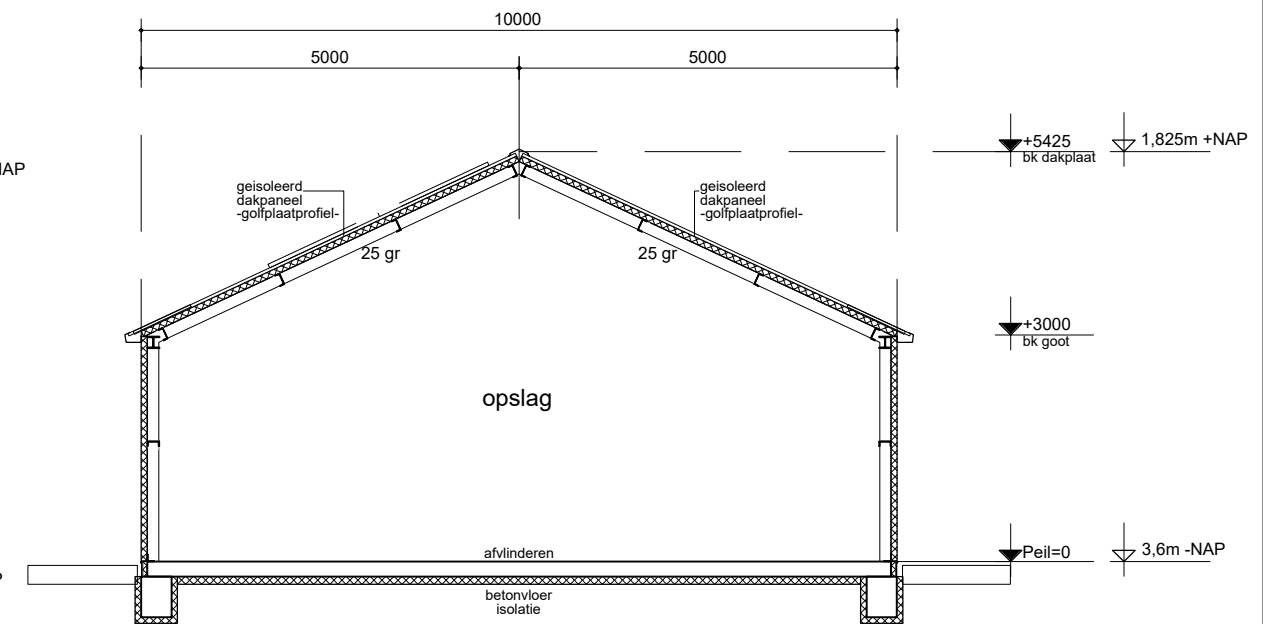 10000
5000
5000
+5425
bk dakplaat
1,825m +NAP
NAP
geisoleerd
dakpaneel
-golfplaatprofiel-
geisoleerd
dakpaneel
-golfplaatprofiel-
25 gr
25 gr
+3000
bk goot
opslag
afvlinderen
Peil=0
3,6m -NAP
betonvloer
isolatie